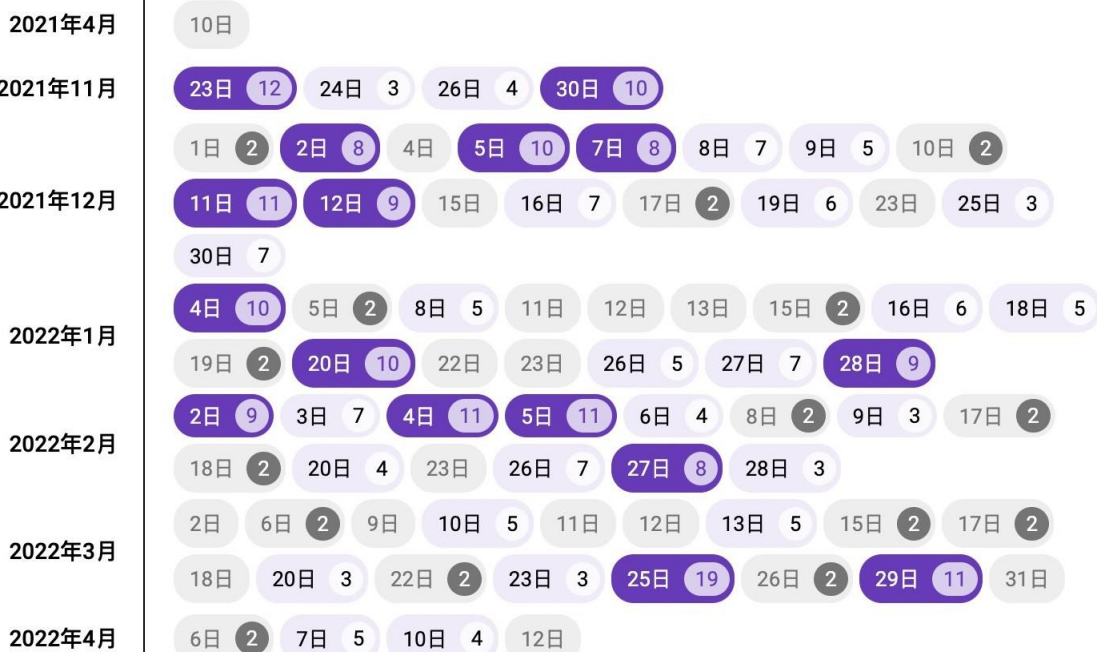 2021年4月 10日
2021年11月 23日 12 24日 3 26日 4 30日 10
1日 2 2日 8 4日 5日 10 7日 8 8日 7 9日 5 10日 2
2021年12月 11日 11 12日 9 15日 16日 7 17日 2 19日 6 23日 25日 3
30日 7
4日 10 5日 2 8日 5 11日 12日 13日 15日 2 16日 6 18日 5
2022年1月
19日 2 20日 10 22日 23日 26日 5 27日 7 28日 9
2日 9 3日 7 4日 11 5日 11 6日 4 8日 2 9日 3 17日 2
2022年2月
18日 2 20日 4 23日 26日 7 27日 8 28日 3
2日 6日 2 9日 10日 5 11日 12日 13日 5 15日 2 17日 2
2022年3月
18日 20日 3 22日 2 23日 3 25日 19 26日 2 29日 11 31日
2022年4月 6日 2 7日 5 10日 4 12日